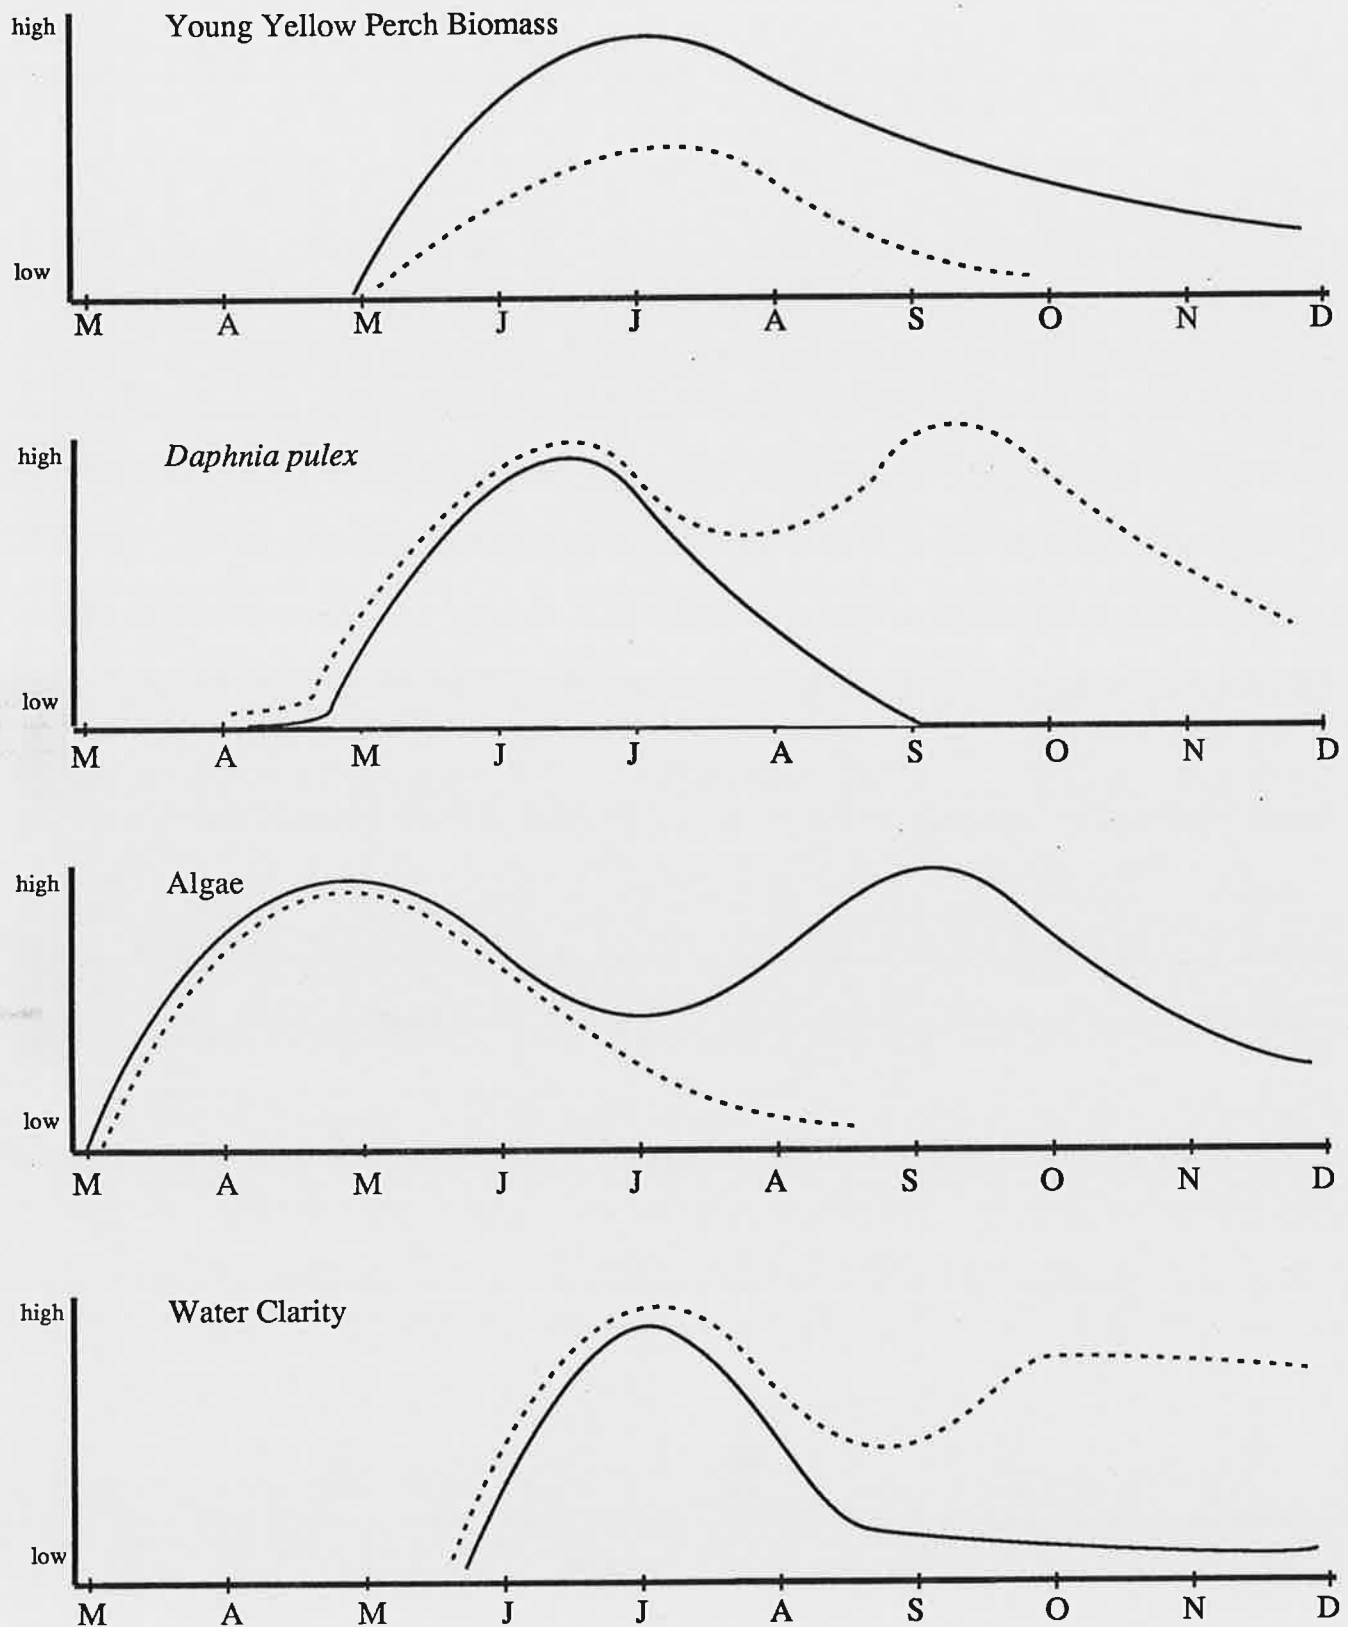 high
Young Yellow Perch Biomass
low
M A M J J A S O N D
high
Daphnia pulex
low
M A M J J A S O N D
high
Algae
low
M A M J J A S O N D
high
Water Clarity
low
M A M J J A S O N D